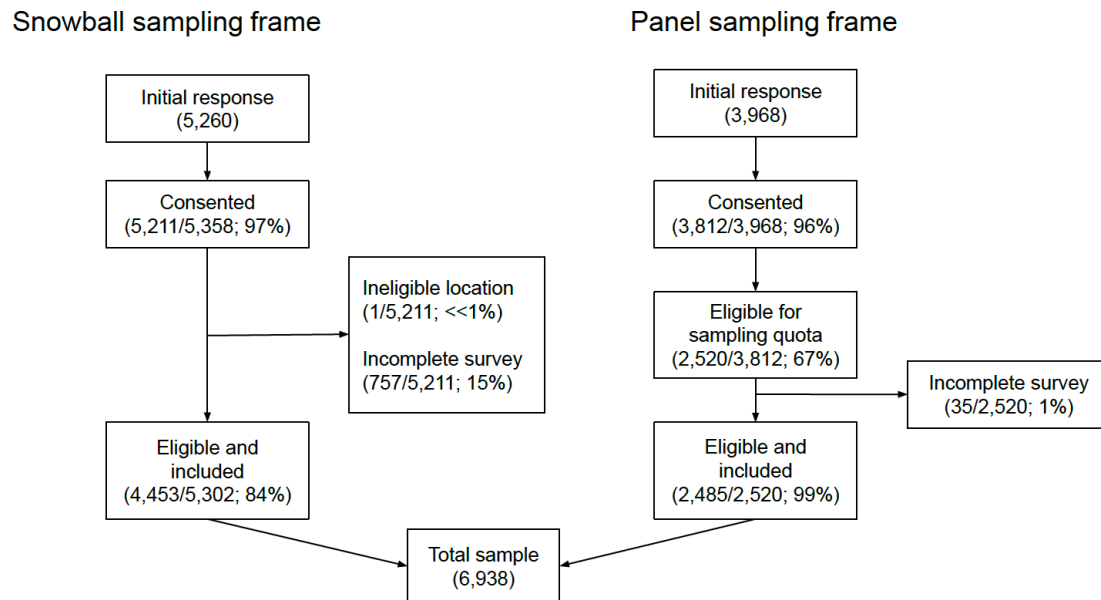 Snowball sampling frame
Initial response
(5,260)
Consented
(5,211/5,358; 97%)
Ineligible location
(1/5,211; <<1%)
Incomplete survey
(757/5,211; 15%)
Eligible and
included
(4,453/5,302; 84%)
Panel sampling frame
Initial response
(3,968)
Consented
(3,812/3,968; 96%)
Eligible for
sampling quota
(2,520/3,812; 67%)
Incomplete survey
(35/2,520; 1%)
Eligible and
included
(2,485/2,520; 99%)
Total sample
(6,938)